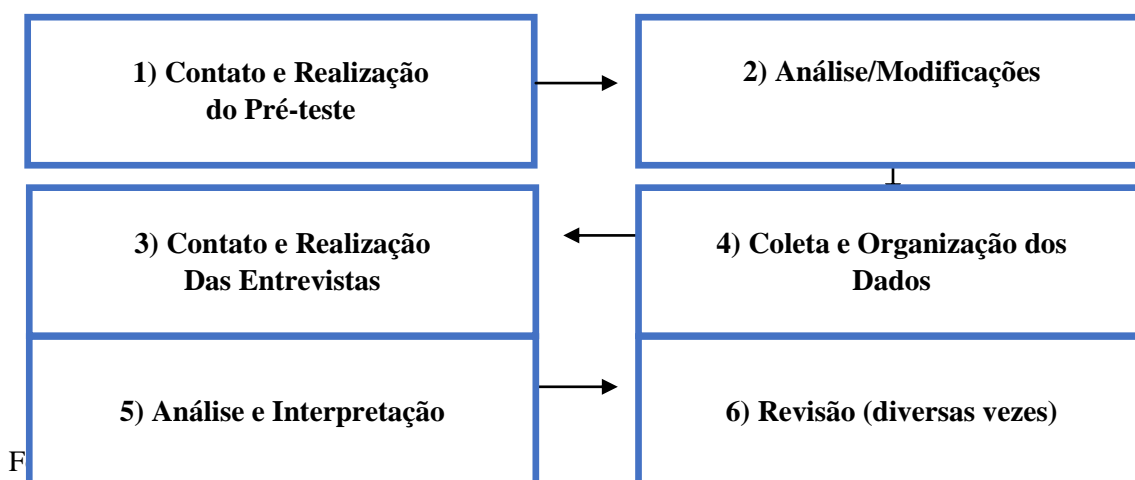 1) Contato e Realização
do Pré-teste
2) Análise/Modificações
3) Contato e Realização
Das Entrevistas
4) Coleta e Organização dos
Dados
5) Análise e Interpretação
6) Revisão (diversas vezes)
F